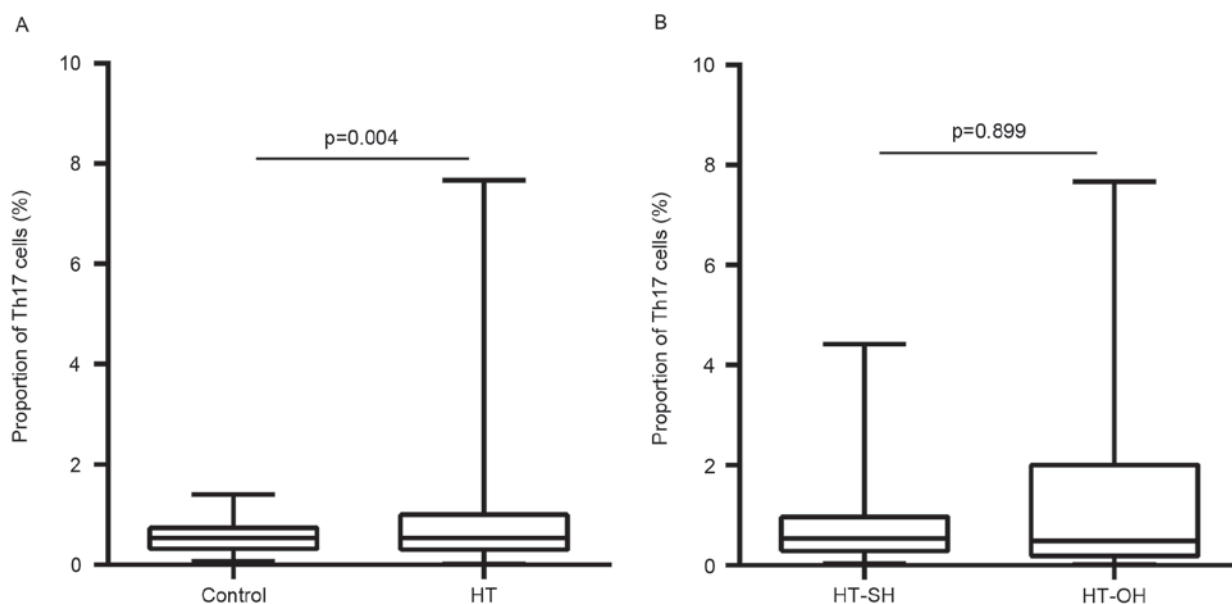 A
Proportion of Th17 cells (%)
10
8
6
4
2
0
p=0.004
Control
HT
B
Proportion of Th17 cells (%)
10
8
6
4
2
0
p=0.899
HT-SH
HT-OH